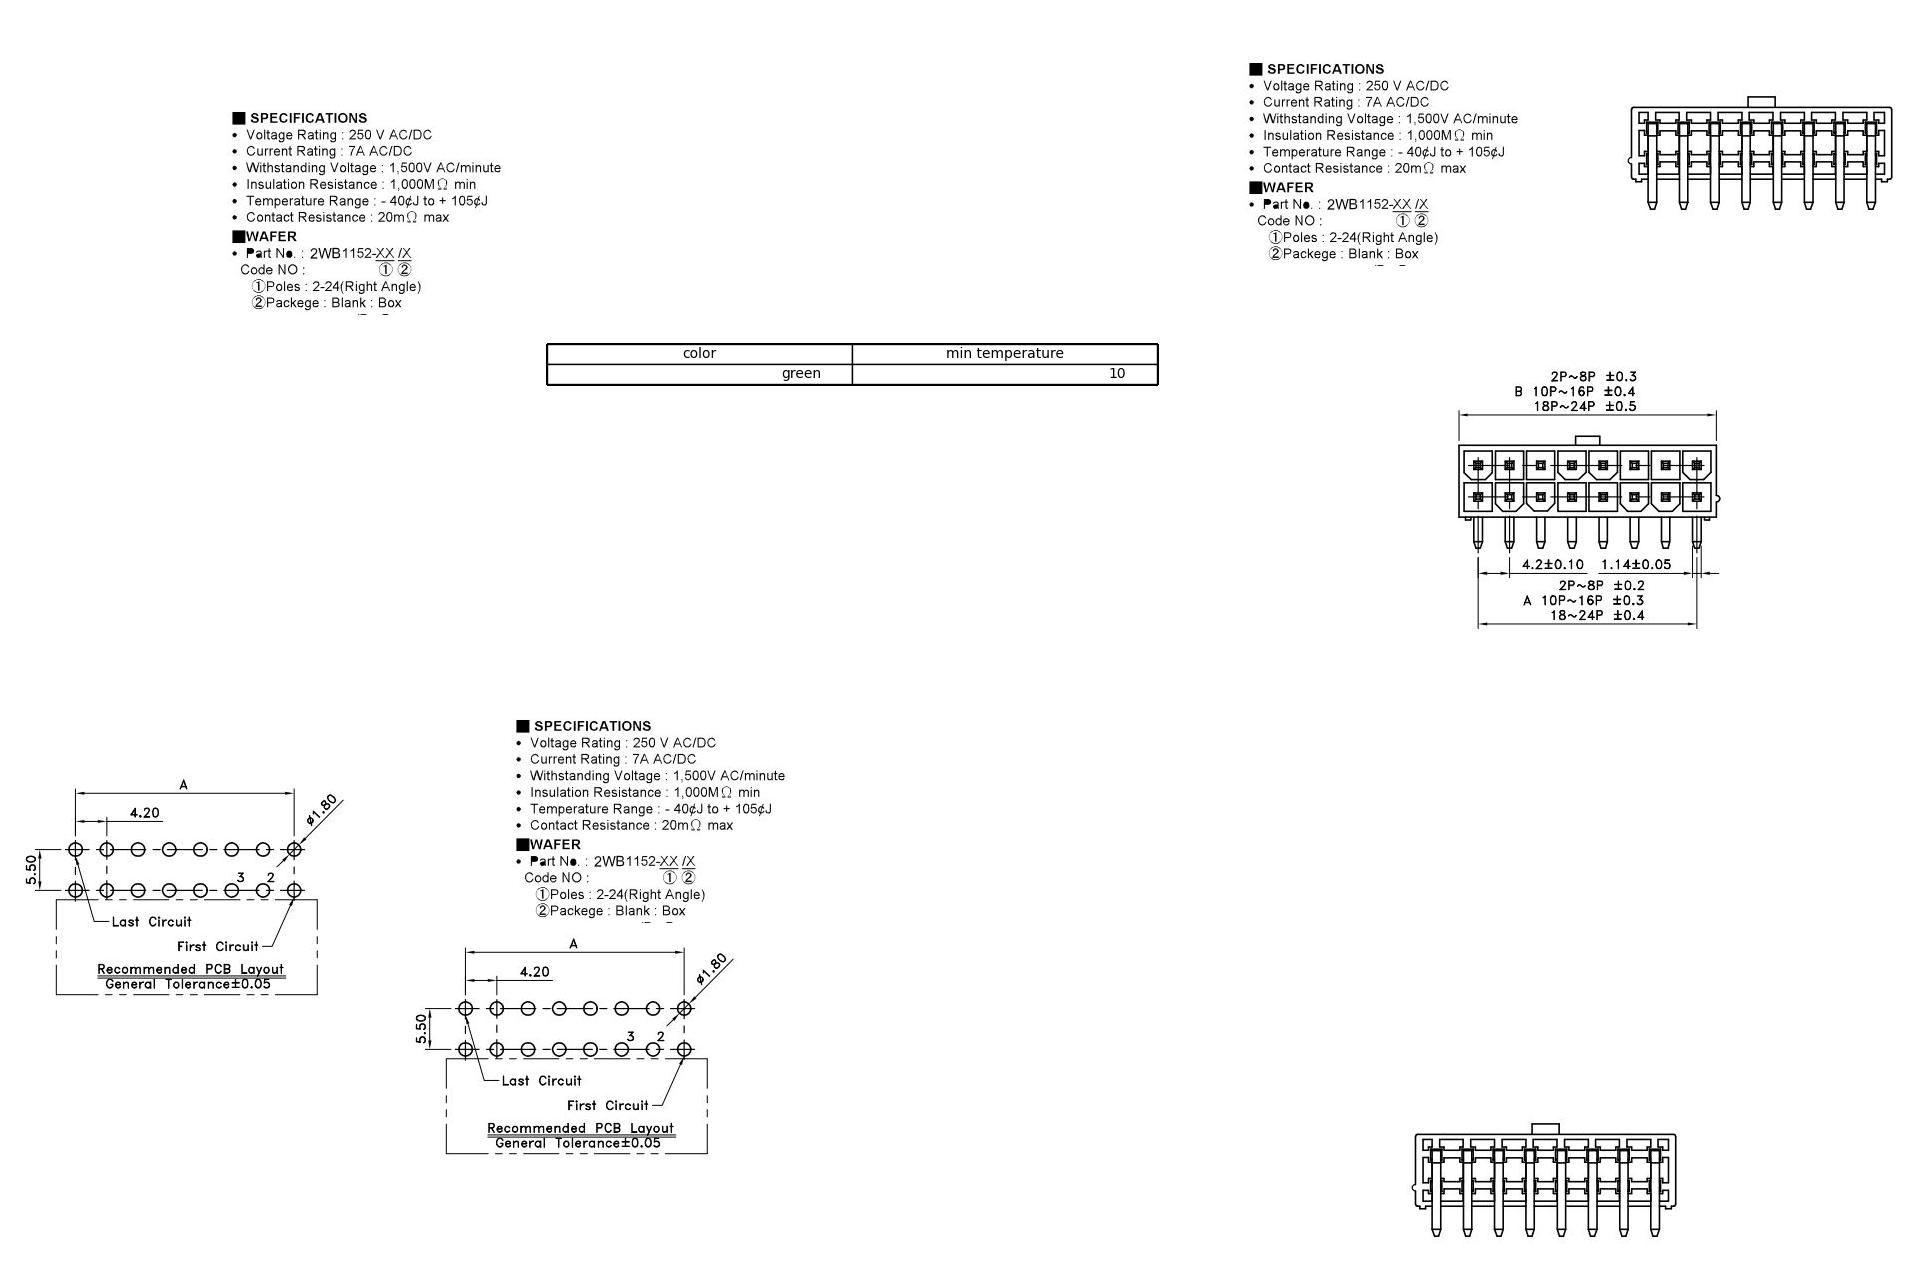 ■ SPECIFICATIONS
• Voltage Rating : 250 V AC/DC
• Current Rating : 7A AC/DC
• Withstanding Voltage : 1,500V AC/minute
• Insulation Resistance : 1,000MΩ min
• Temperature Range : - 40¢J to + 105¢J
• Contact Resistance : 20mΩ max
■WAFER
• Part No. : 2WB1152-XX /X
Code NO : ① ②
①Poles : 2-24(Right Angle)
②Packege : Blank : Box
■ SPECIFICATIONS
• Voltage Rating : 250 V AC/DC
• Current Rating : 7A AC/DC
• Withstanding Voltage : 1,500V AC/minute
• Insulation Resistance : 1,000MΩ min
• Temperature Range : - 40¢J to + 105¢J
• Contact Resistance : 20mΩ max
■WAFER
• Part No. : 2WB1152-XX /X
Code NO : ① ②
①Poles : 2-24(Right Angle)
②Packege : Blank : Box
color min temperature
green 10
2P~8P ±0.3
B 10P~16P ±0.4
18P~24P ±0.5
4.2±0.10 1.14±0.05
2P~8P ±0.2
A 10P~16P ±0.3
18~24P ±0.4
■ SPECIFICATIONS
• Voltage Rating : 250 V AC/DC
• Current Rating : 7A AC/DC
• Withstanding Voltage : 1,500V AC/minute
• Insulation Resistance : 1,000MΩ min
• Temperature Range : - 40¢J to + 105¢J
• Contact Resistance : 20mΩ max
■WAFER
• Part No. : 2WB1152-XX /X
Code NO : ① ②
①Poles : 2-24(Right Angle)
②Packege : Blank : Box
A
4.20
ø1.80
5.50
3 2
Last Circuit
First Circuit
Recommended PCB Layout
General Tolerance±0.05
A
4.20
ø1.80
5.50
3 2
Last Circuit
First Circuit
Recommended PCB Layout
General Tolerance±0.05